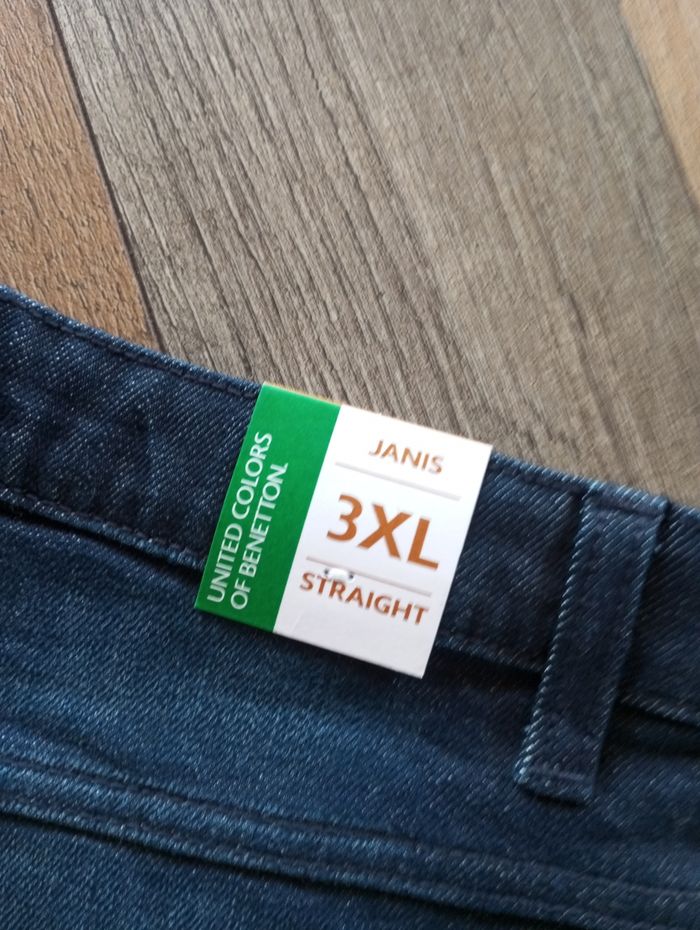 UNITED COLORS
OF BENETTON.
JANIS
3XL
STRAIGHT